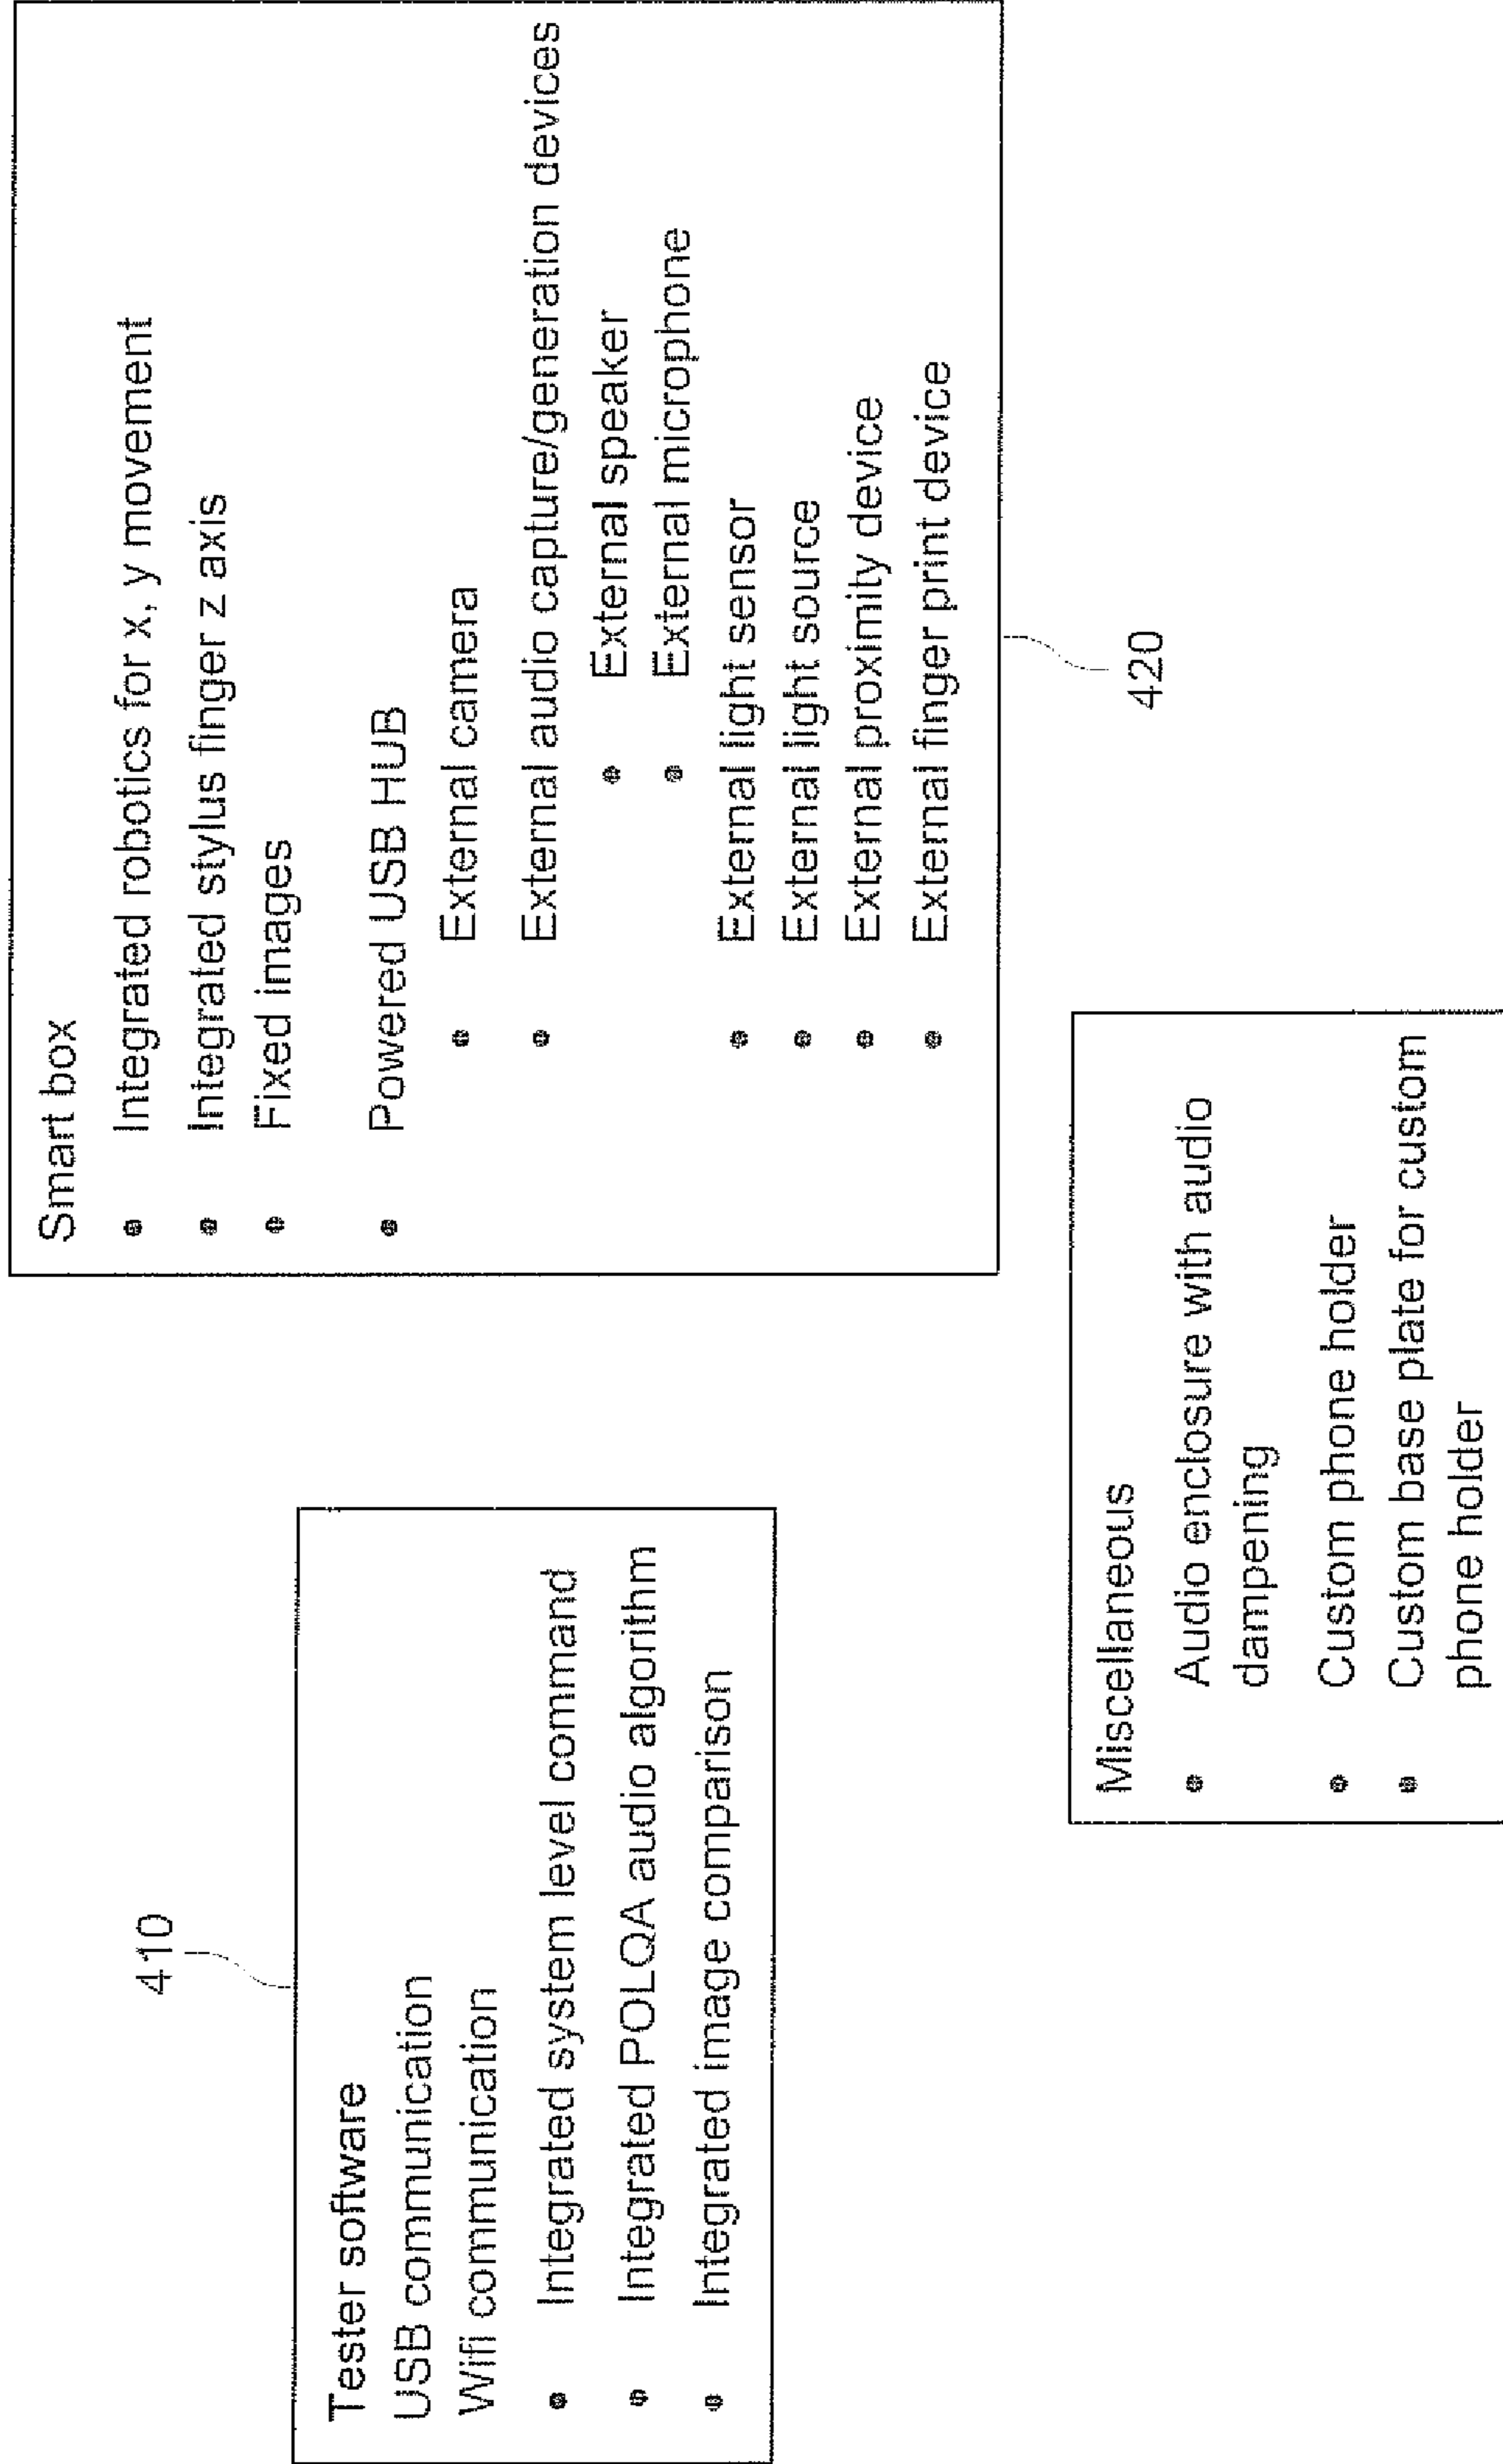 410
Tester software
USB communication
Wifi communication
• Integrated system level command
• Integrated POLQA audio algorithm
• Integrated image comparison
Smart box
• Integrated robotics for x, y movement
• Integrated stylus finger z axis
• Fixed images
• Powered USB HUB
• External camera
• External audio capture/generation devices
• External speaker
• External microphone
• External light sensor
• External light source
• External proximity device
• External finger print device
420
Miscellaneous
• Audio enclosure with audio
dampening
• Custom phone holder
• Custom base plate for custom
phone holder